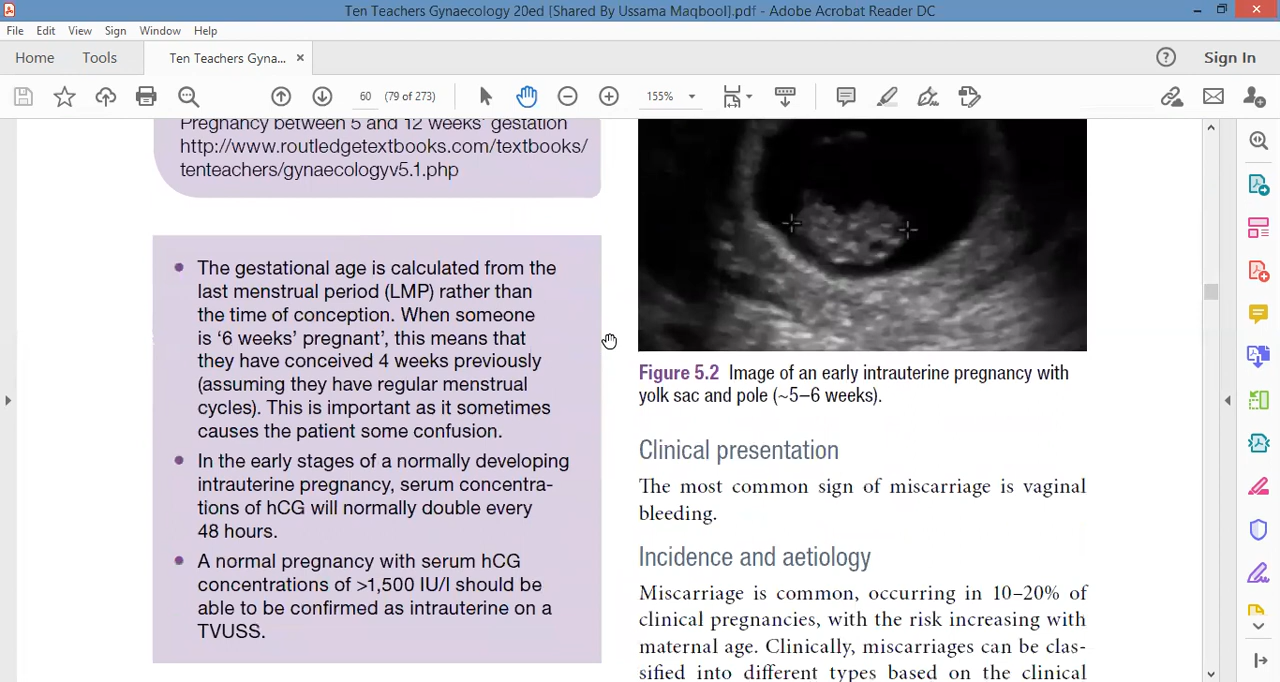 Ten Teachers Gynaecology 20ed [Shared By Ussama Maqbool].pdf - Adobe Acrobat Reader DC
File Edit View Sign Window Help
Home Tools Ten Teachers Gyna... ×
Sign In
60 (79 of 273)
155%
Pregnancy between 5 and 12 weeks' gestation
http://www.routledgetextbooks.com/textbooks/
tenteachers/gynaecologyv5.1.php
• The gestational age is calculated from the
last menstrual period (LMP) rather than
the time of conception. When someone
is ‘6 weeks’ pregnant’, this means that
they have conceived 4 weeks previously
(assuming they have regular menstrual
cycles). This is important as it sometimes
causes the patient some confusion.
• In the early stages of a normally developing
intrauterine pregnancy, serum concentra-
tions of hCG will normally double every
48 hours.
• A normal pregnancy with serum hCG
concentrations of >1,500 IU/l should be
able to be confirmed as intrauterine on a
TVUSS.
Figure 5.2 Image of an early intrauterine pregnancy with
yolk sac and pole (~5–6 weeks).
Clinical presentation
The most common sign of miscarriage is vaginal
bleeding.
Incidence and aetiology
Miscarriage is common, occurring in 10–20% of
clinical pregnancies, with the risk increasing with
maternal age. Clinically, miscarriages can be clas-
sified into different types based on the clinical